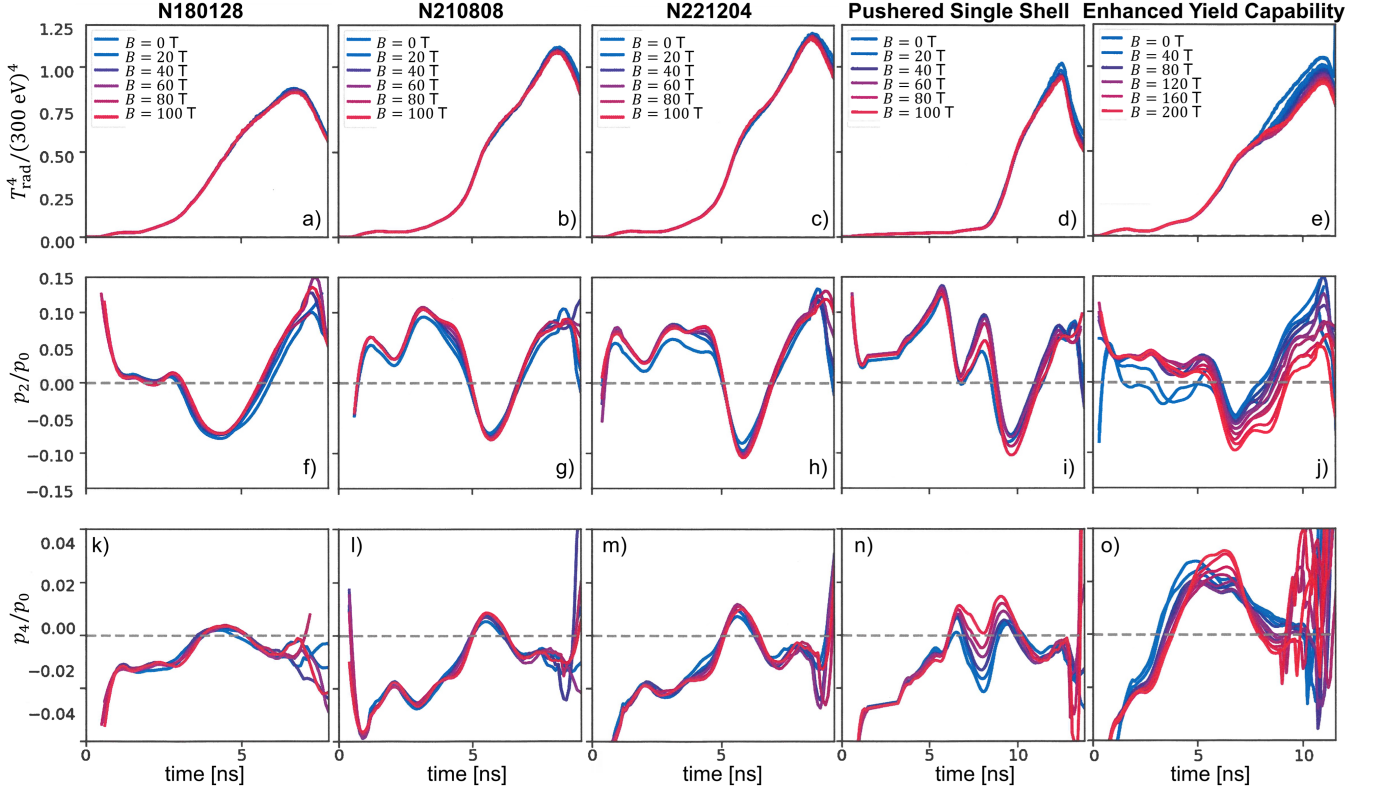 N180128 N210808 N221204 Pushered Single Shell Enhanced Yield Capability
T⁴rad/(300 eV)⁴
1.25
1.00
0.75
0.50
0.25
0.00
B = 0 T
B = 20 T
B = 40 T
B = 60 T
B = 80 T
B = 100 T
a)
B = 0 T
B = 20 T
B = 40 T
B = 60 T
B = 80 T
B = 100 T
b)
B = 0 T
B = 20 T
B = 40 T
B = 60 T
B = 80 T
B = 100 T
c)
B = 0 T
B = 20 T
B = 40 T
B = 60 T
B = 80 T
B = 100 T
d)
B = 0 T
B = 40 T
B = 80 T
B = 120 T
B = 160 T
B = 200 T
e)
p₂/p₀
0.15
0.10
0.05
0.00
−0.05
−0.10
−0.15
f)
g)
h)
i)
j)
p₄/p₀
0.04
0.02
0.00
−0.02
−0.04
k)
l)
m)
n)
o)
0 5 0 5 0 5 0 5 10 0 5 10
time [ns] time [ns] time [ns] time [ns] time [ns]